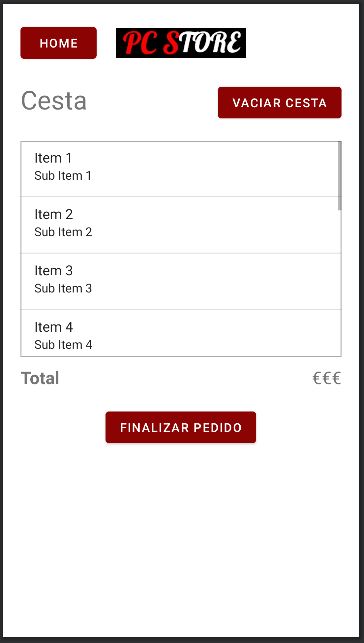 HOME
PC STORE
Cesta
VACIAR CESTA
Item 1
Sub Item 1
Item 2
Sub Item 2
Item 3
Sub Item 3
Item 4
Sub Item 4
Total €€€
FINALIZAR PEDIDO